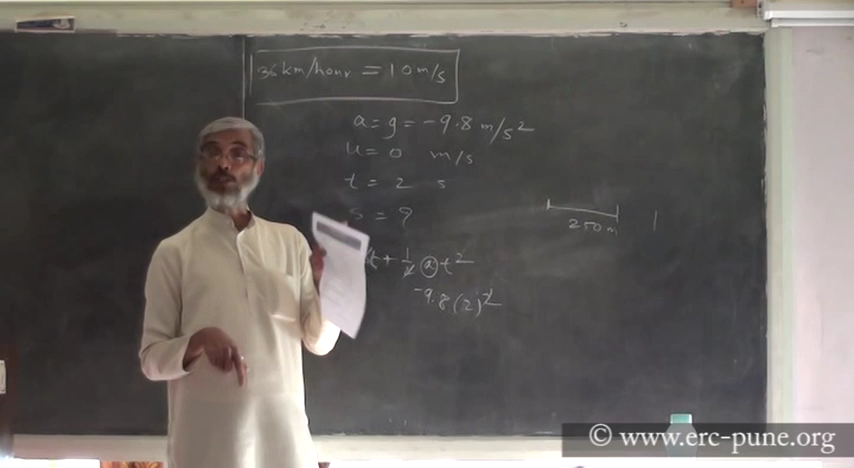 36 km/hour = 10 m/s
a = g = -9.8 m/s²
u = 0 m/s
t = 2 s
s = ?
t + 1/2 a t²
-9.8 (2)²
250 m
© www.erc-pune.org